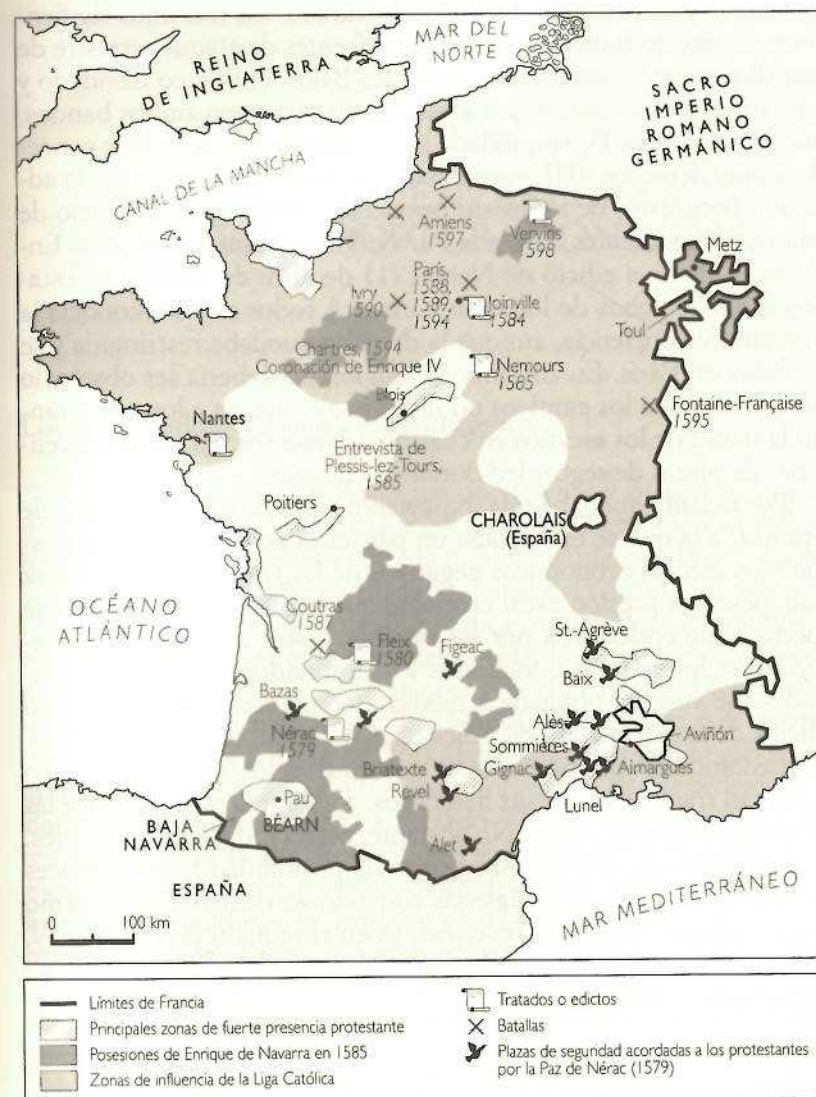 REINO
DE INGLATERRA
MAR DEL
NORTE
SACRO
IMPERIO
ROMANO
GERMÁNICO
CANAL DE LA MANCHA
Amiens
1597
Vervins
1598
Metz
Toul
París,
1588,
1589,
1594
Ivry
1590
Joinville
1584
Chartres, 1594
Coronación de Enrique IV
Nemours
1585
Blois
Fontaine-Française
1595
Nantes
Entrevista de
Plessis-lez-Tours,
1585
Poitiers
CHAROLAIS
(España)
OCÉANO
ATLÁNTICO
Coutras
1587
Fleix
1580
Figeac
St.-Agrève
Baix
Bazas
Nérac
1579
Alès
Aviñón
Sommières
Briatexte
Gignac
Aimargues
Revel
Lunel
Pau
BÉARN
BAJA
NAVARRA
Alet
ESPAÑA
MAR MEDITERRÁNEO
0 100 km
Límites de Francia
Principales zonas de fuerte presencia protestante
Posesiones de Enrique de Navarra en 1585
Zonas de influencia de la Liga Católica
Tratados o edictos
Batallas
Plazas de seguridad acordadas a los protestantes
por la Paz de Nérac (1579)